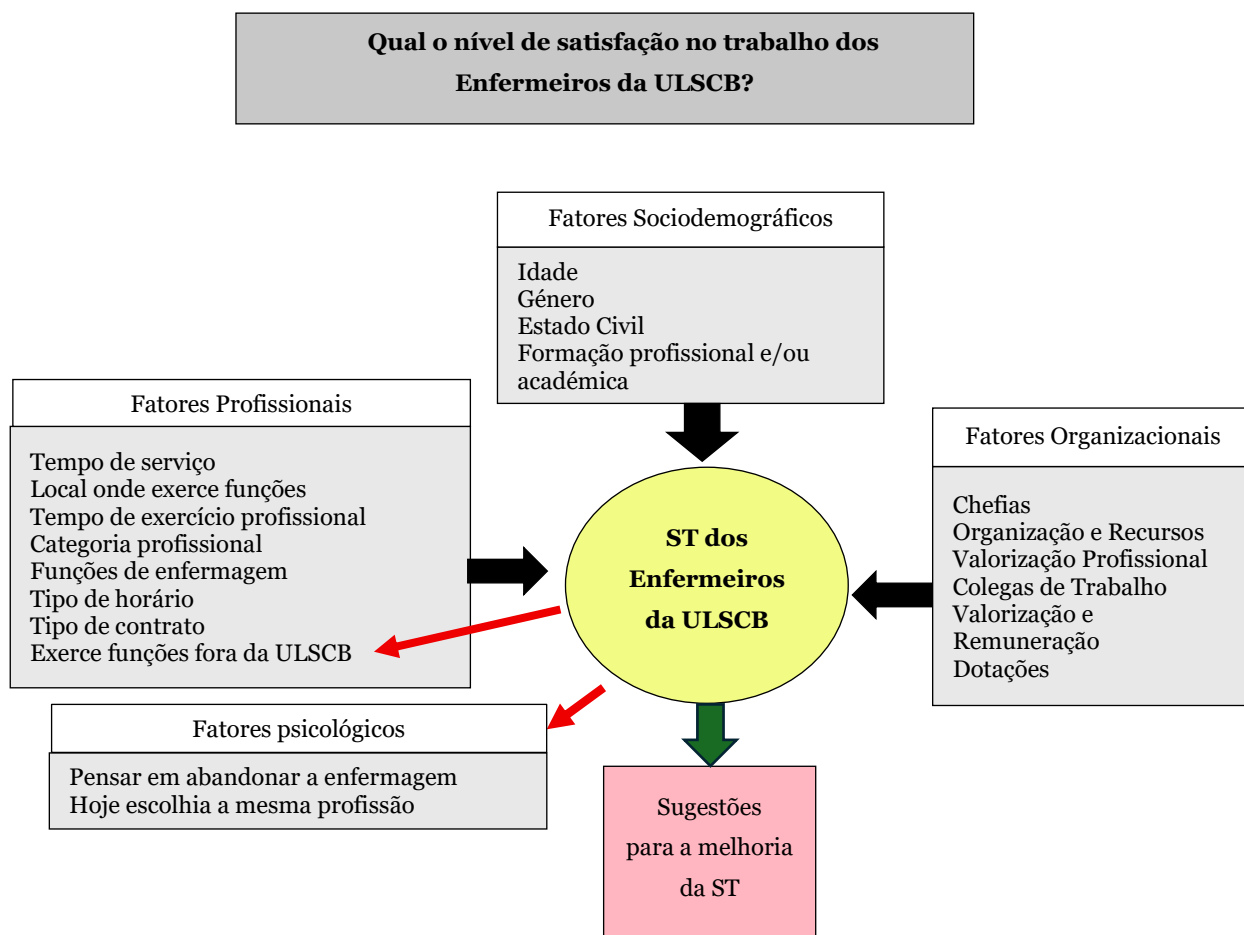 Qual o nível de satisfação no trabalho dos
Enfermeiros da ULSCB?
Fatores Sociodemográficos
Idade
Género
Estado Civil
Formação profissional e/ou
académica
Fatores Profissionais
Tempo de serviço
Local onde exerce funções
Tempo de exercício profissional
Categoria profissional
Funções de enfermagem
Tipo de horário
Tipo de contrato
Exerce funções fora da ULSCB
ST dos
Enfermeiros
da ULSCB
Fatores Organizacionais
Chefias
Organização e Recursos
Valorização Profissional
Colegas de Trabalho
Valorização e
Remuneração
Dotações
Fatores psicológicos
Pensar em abandonar a enfermagem
Hoje escolhia a mesma profissão
Sugestões
para a melhoria
da ST